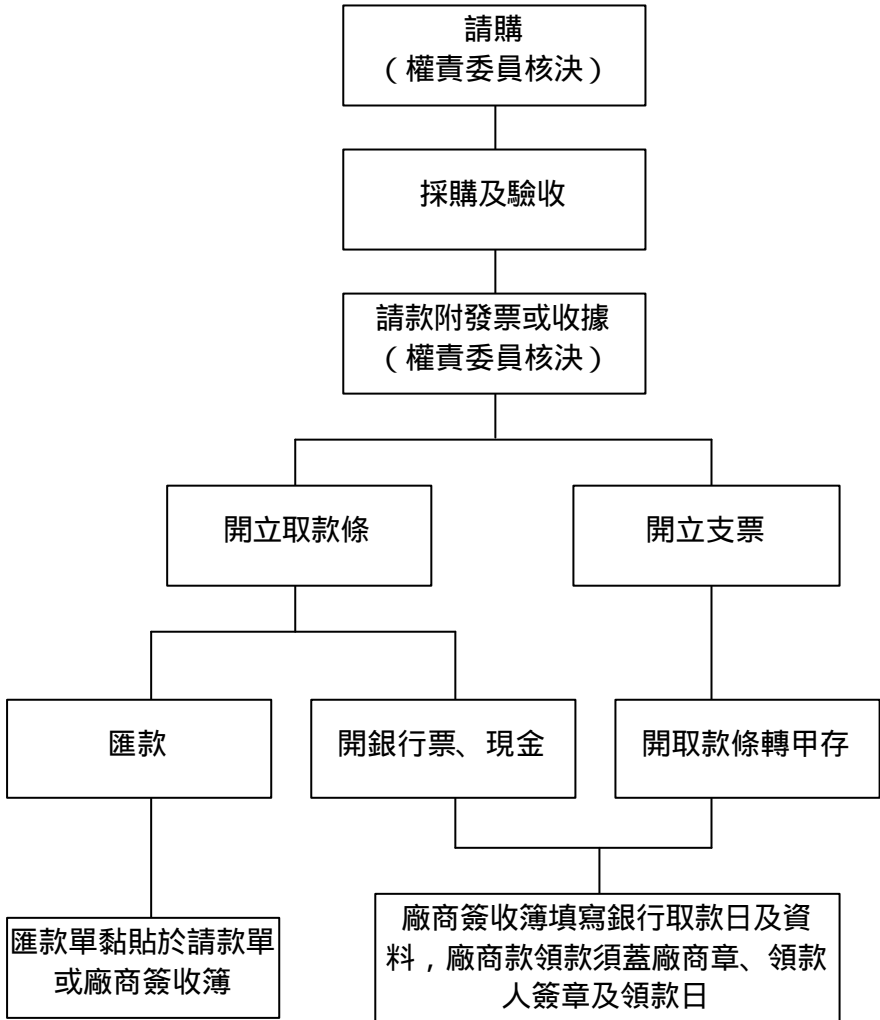 請購
（權責委員核決）
採購及驗收
請款附發票或收據
（權責委員核決）
開立取款條
開立支票
匯款
開銀行票、現金
開取款條轉甲存
匯款單黏貼於請款單
或廠商簽收簿
廠商簽收簿填寫銀行取款日及資
料，廠商款領款須蓋廠商章、領款
人簽章及領款日